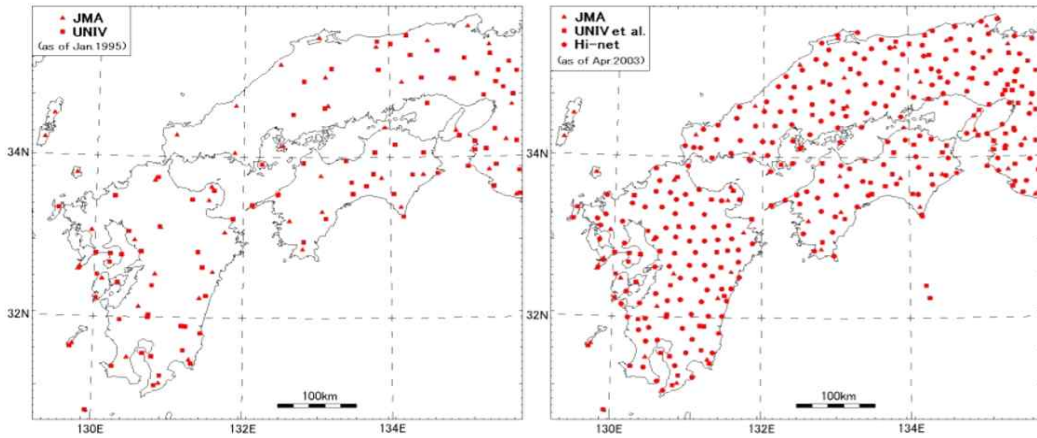 JMA
UNIV
(as of Jan.1995)
34N
32N
100km
130E
132E
134E
JMA
UNIV et al.
Hi-net
(as of Apr.2003)
34N
32N
100km
130E
132E
134E